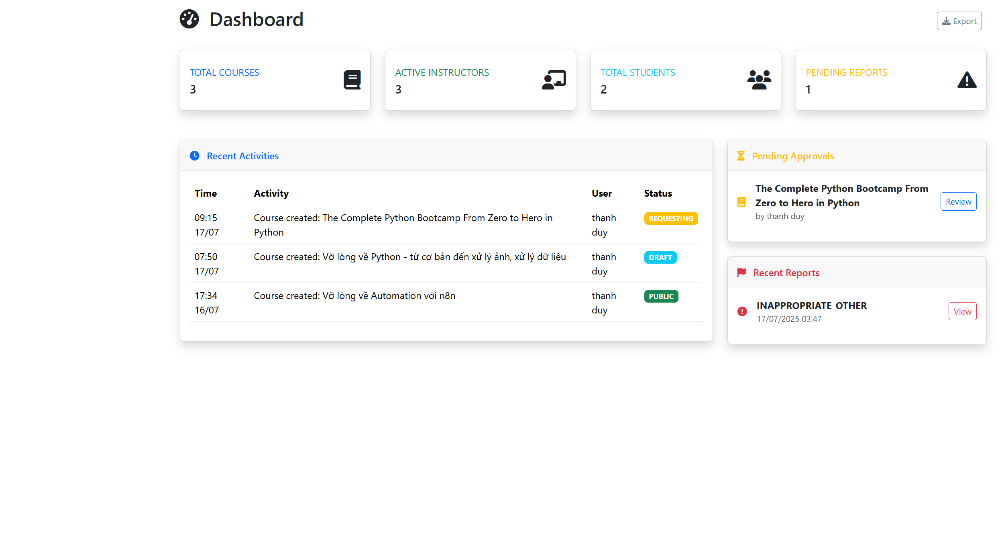 Dashboard
Export
TOTAL COURSES
3
ACTIVE INSTRUCTORS
3
TOTAL STUDENTS
2
PENDING REPORTS
1
Recent Activities
Time Activity User Status
09:15 Course created: The Complete Python Bootcamp From Zero to Hero in thanh REQUESTING
17/07 Python duy
07:50 Course created: Vỡ lòng về Python - từ cơ bản đến xử lý ảnh, xử lý dữ liệu thanh DRAFT
17/07 duy
17:34 Course created: Vỡ lòng về Automation với n8n thanh PUBLIC
16/07 duy
Pending Approvals
The Complete Python Bootcamp From
Zero to Hero in Python
by thanh duy
Review
Recent Reports
INAPPROPRIATE_OTHER
17/07/2025 03:47
View